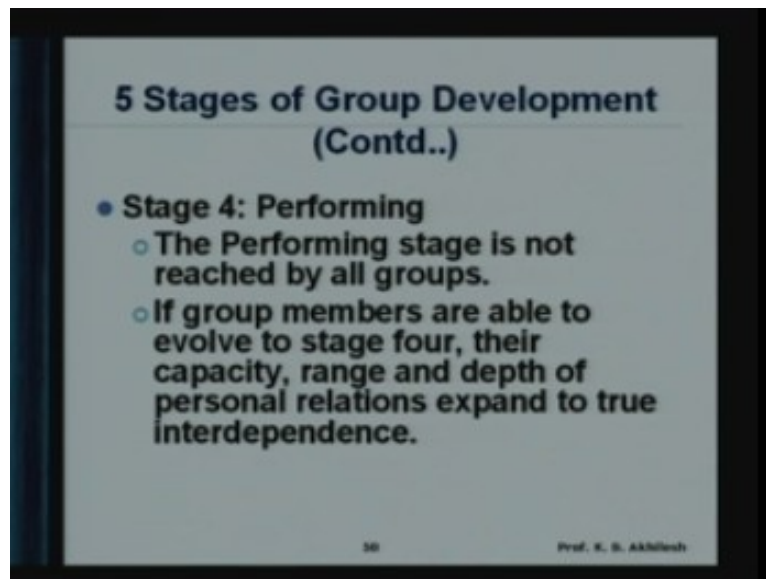 5 Stages of Group Development
(Contd..)
Stage 4: Performing
The Performing stage is not
reached by all groups.
If group members are able to
evolve to stage four, their
capacity, range and depth of
personal relations expand to true
interdependence.
30
Prof. K. B. Akhilesh